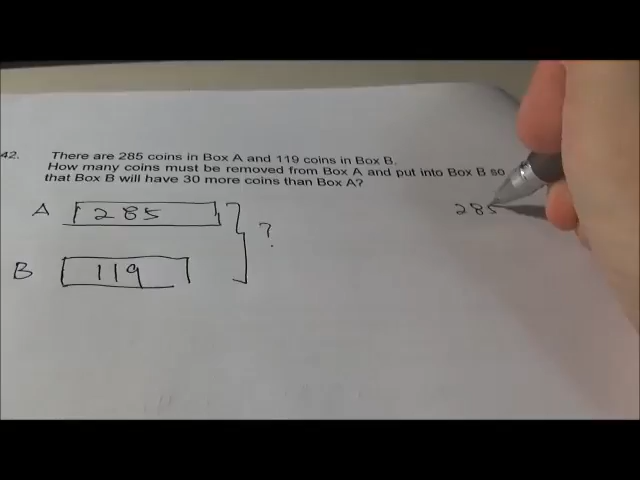 42. There are 285 coins in Box A and 119 coins in Box B.
How many coins must be removed from Box A and put into Box B so
that Box B will have 30 more coins than Box A?
A 285
?
B 119
285